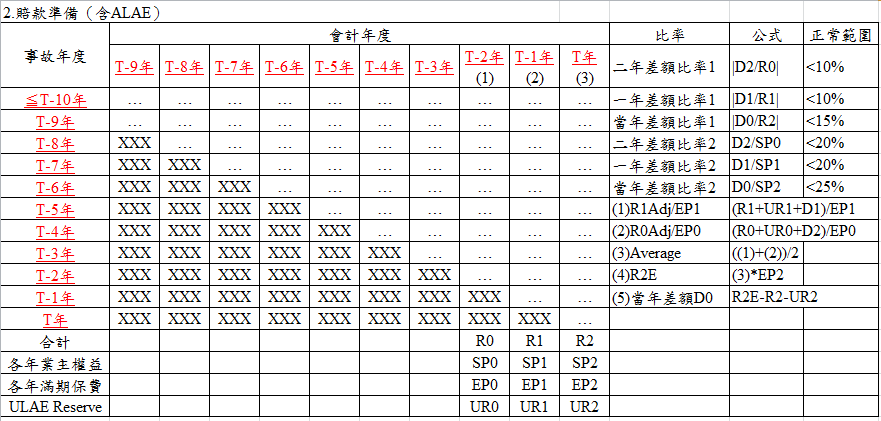 2.賠款準備（含ALAE）
事故年度 會計年度 比率 公式 正常範圍
T-9年 T-8年 T-7年 T-6年 T-5年 T-4年 T-3年 T-2年 (1) T-1年 (2) T年 (3) 二年差額比率1 |D2/R0| <10%
≦T-10年 … … … … … … … … … … 一年差額比率1 |D1/R1| <10%
T-9年 … … … … … … … … … … 當年差額比率1 |D0/R2| <15%
T-8年 XXX … … … … … … … … … 二年差額比率2 D2/SP0 <20%
T-7年 XXX XXX … … … … … … … … 一年差額比率2 D1/SP1 <20%
T-6年 XXX XXX XXX … … … … … … … 當年差額比率2 D0/SP2 <25%
T-5年 XXX XXX XXX XXX … … … … … … (1)R1Adj/EP1 (R1+UR1+D1)/EP1
T-4年 XXX XXX XXX XXX XXX … … … … … (2)R0Adj/EP0 (R0+UR0+D2)/EP0
T-3年 XXX XXX XXX XXX XXX XXX … … … … (3)Average ((1)+(2))/2
T-2年 XXX XXX XXX XXX XXX XXX XXX … … … (4)R2E (3)*EP2
T-1年 XXX XXX XXX XXX XXX XXX XXX XXX … … (5)當年差額D0 R2E-R2-UR2
T年 XXX XXX XXX XXX XXX XXX XXX XXX XXX …
合計 R0 R1 R2
各年業主權益 SP0 SP1 SP2
各年滿期保費 EP0 EP1 EP2
ULAE Reserve UR0 UR1 UR2